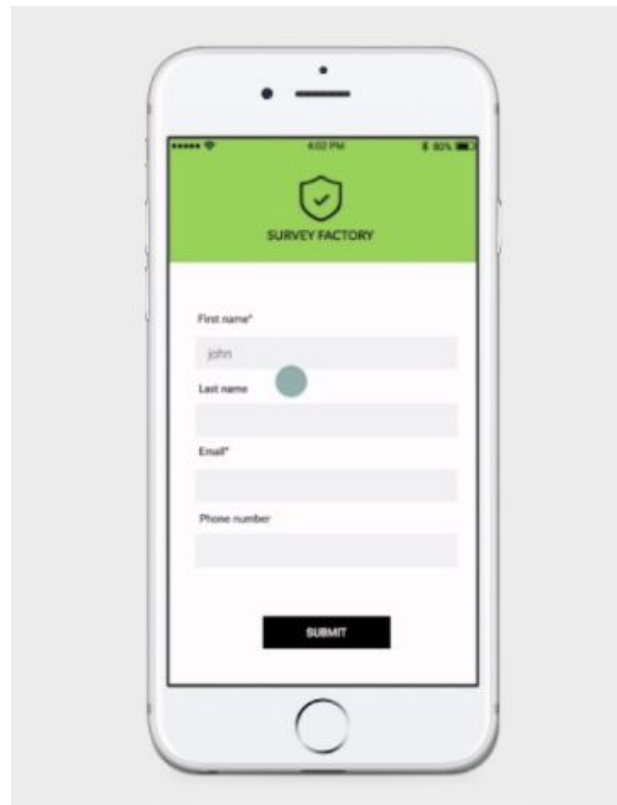 4:02 PM
80%
SURVEY FACTORY
First name*
john
Last name
Email*
Phone number
SUBMIT